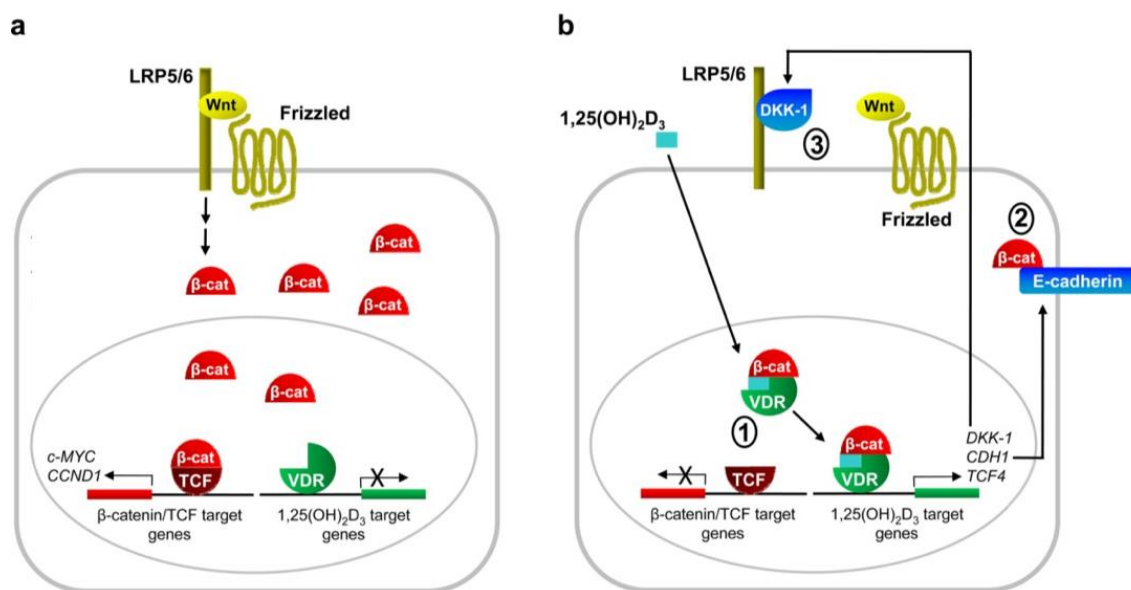 a
LRP5/6
Wnt
Frizzled
β-cat
β-cat
β-cat
β-cat
β-cat
β-cat
c-MYC
CCND1
β-cat
TCF
VDR
X
β-catenin/TCF target
genes
1,25(OH)₂D₃ target
genes
b
LRP5/6
1,25(OH)₂D₃
DKK-1
3
Wnt
Frizzled
2
β-cat
E-cadherin
β-cat
VDR
1
β-cat
VDR
X
TCF
DKK-1
CDH1
TCF4
β-catenin/TCF target
genes
1,25(OH)₂D₃ target
genes